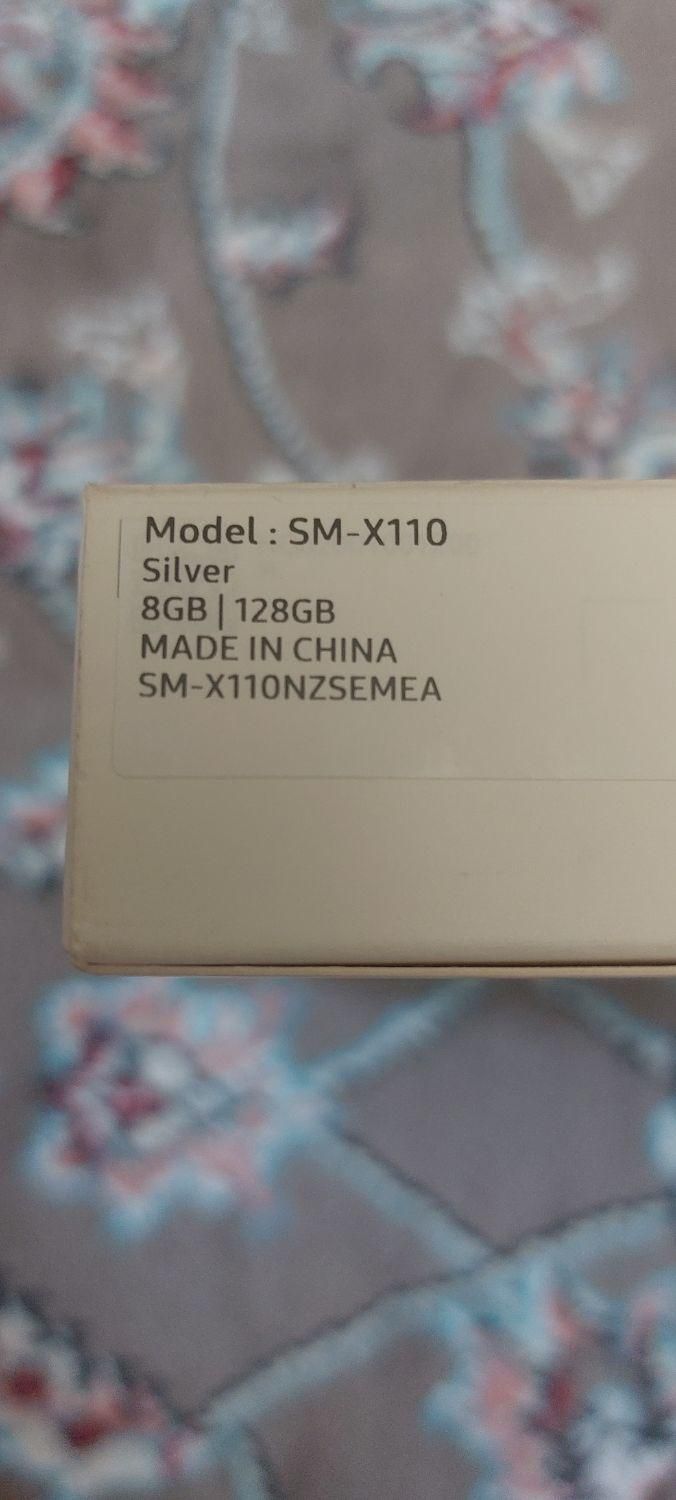 Model : SM-X110
Silver
8GB | 128GB
MADE IN CHINA
SM-X110NZSEMEA